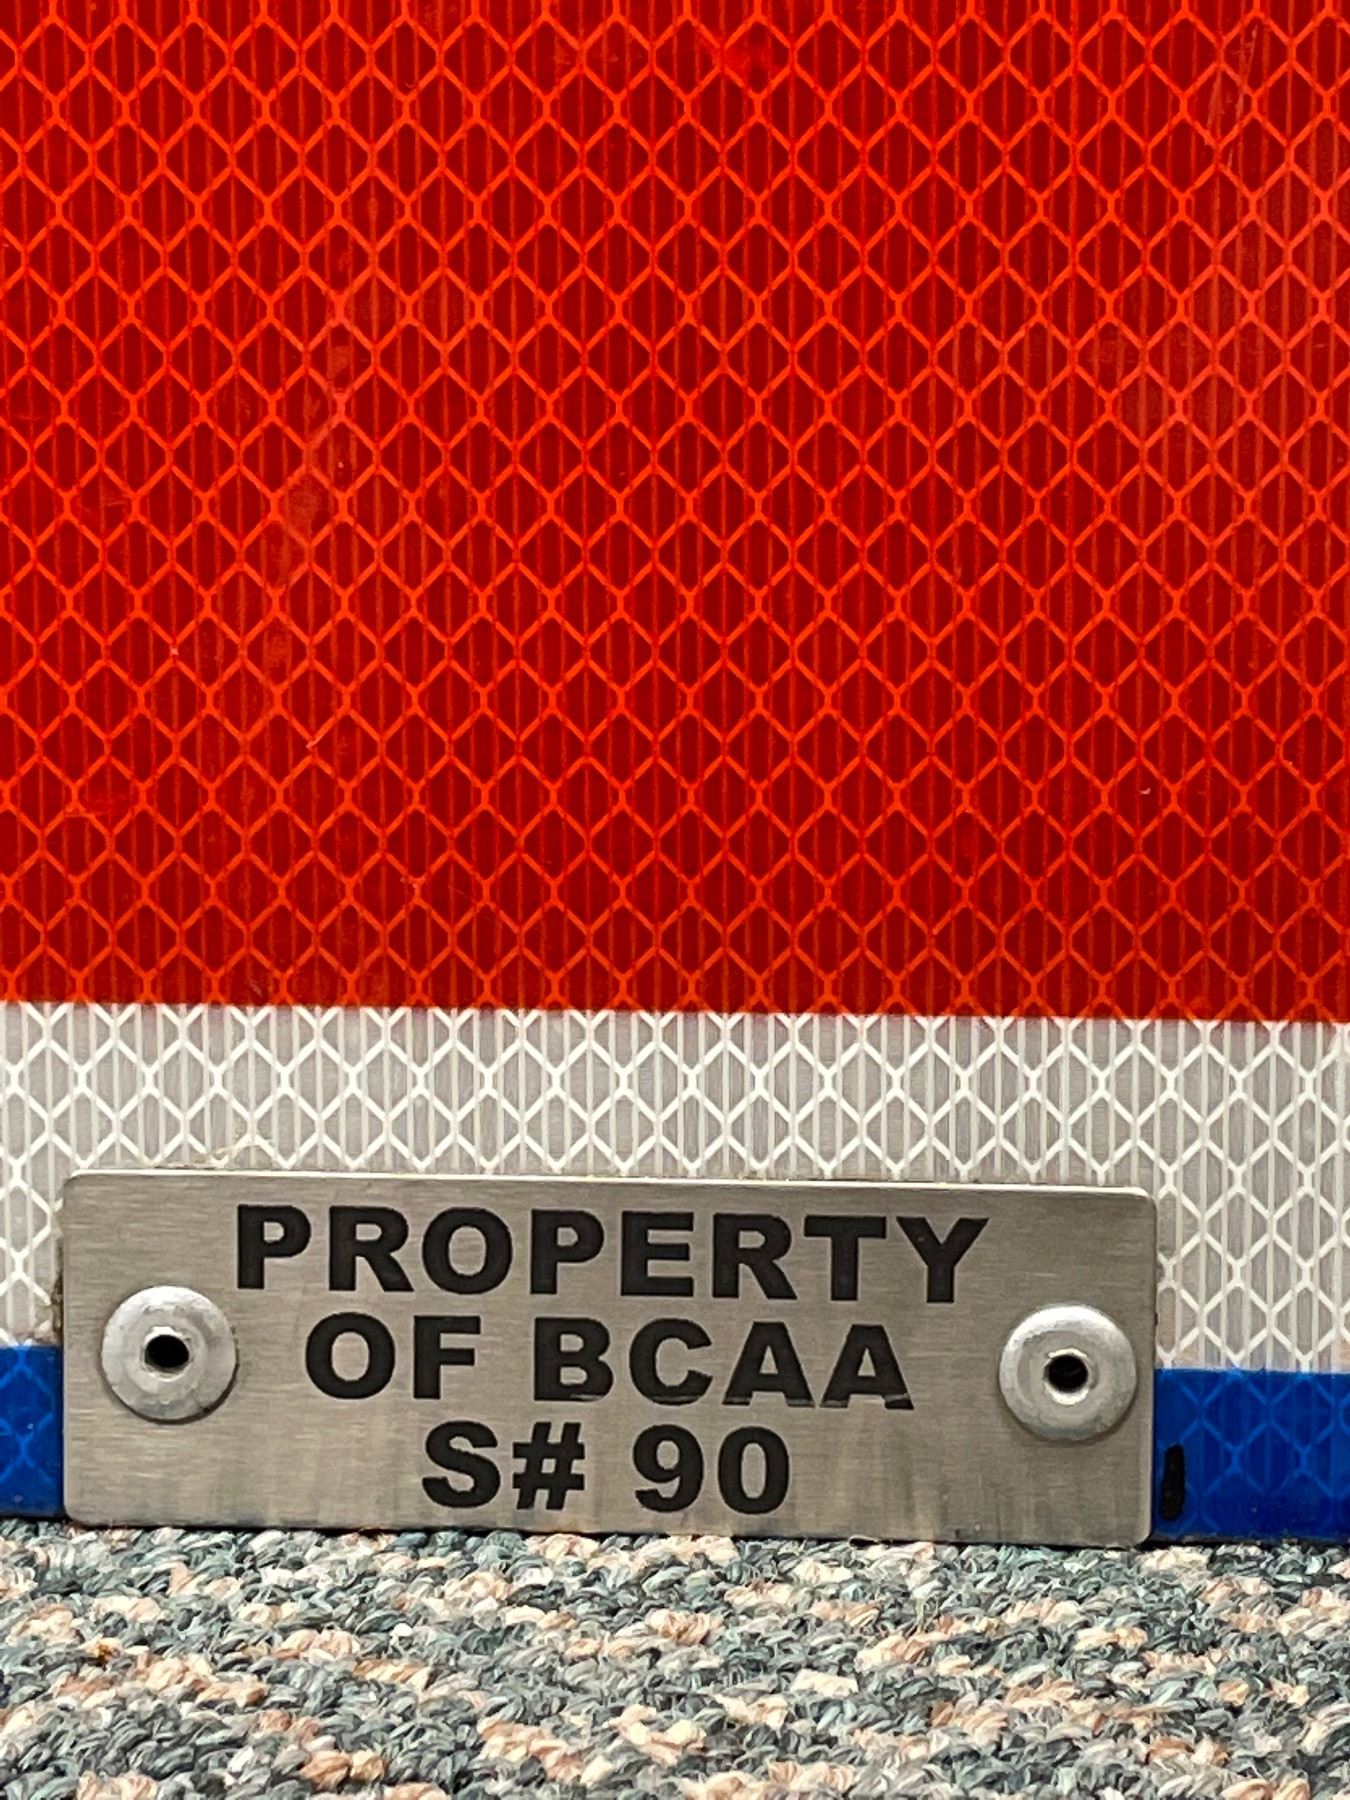 PROPERTY
OF BCAA
S# 90